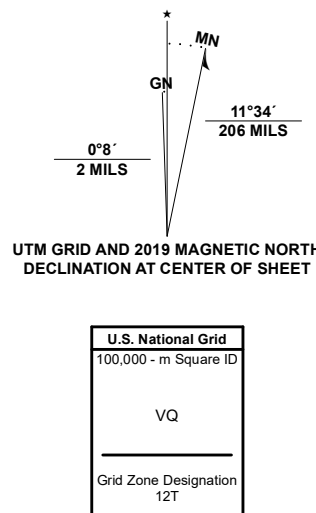 ★
MN
GN
11°34´
206 MILS
0°8´
2 MILS
UTM GRID AND 2019 MAGNETIC NORTH
DECLINATION AT CENTER OF SHEET
U.S. National Grid
100,000 - m Square ID
VQ
Grid Zone Designation
12T